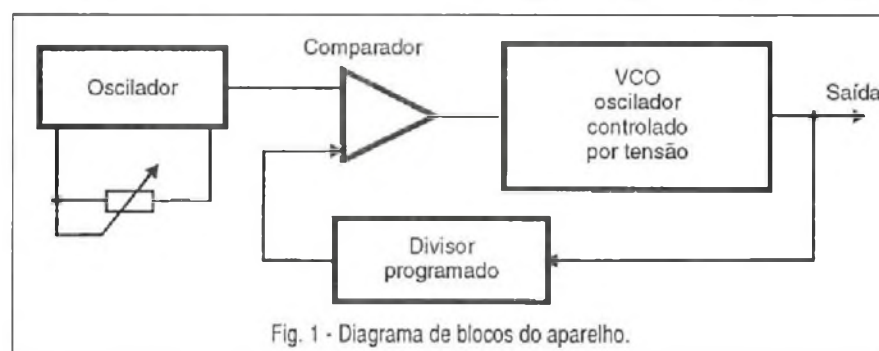 Oscilador
Comparador
VCO
oscilador
controlado
por tensão
Saída
Divisor
programado
Fig. 1 - Diagrama de blocos do aparelho.